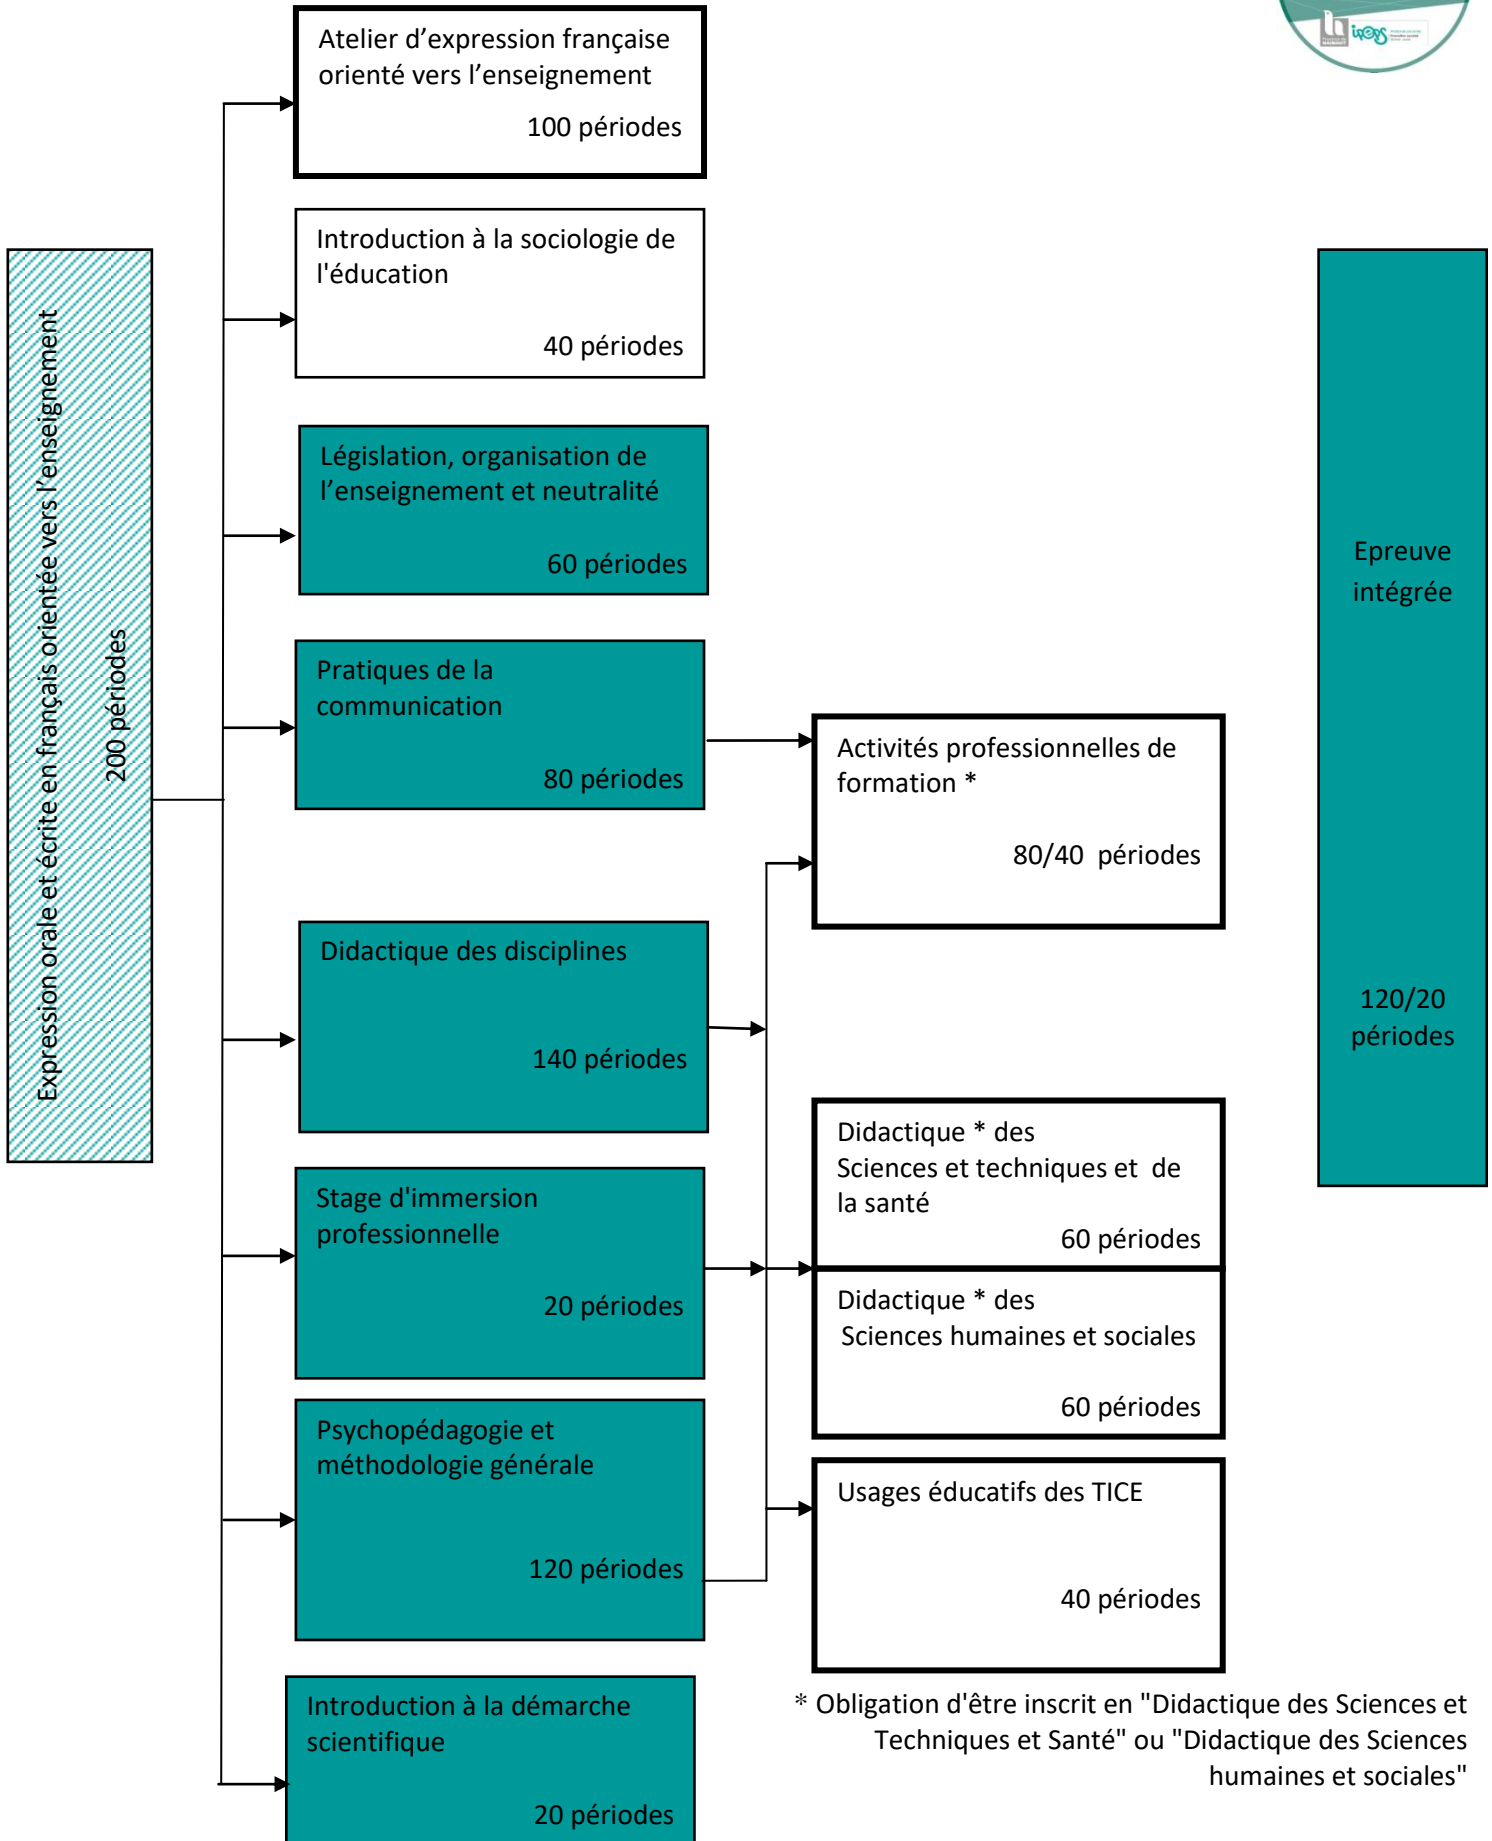 Atelier d’expression française
orienté vers l’enseignement
100 périodes
Introduction à la sociologie de
l'éducation
40 périodes
Expression orale et écrite en français orientée vers l’enseignement
200 périodes
Législation, organisation de
l’enseignement et neutralité
60 périodes
Pratiques de la
communication
80 périodes
Didactique des disciplines
140 périodes
Stage d'immersion
professionnelle
20 périodes
Psychopédagogie et
méthodologie générale
120 périodes
Introduction à la démarche
scientifique
20 périodes
Activités professionnelles de
formation *
80/40 périodes
Didactique * des
Sciences et techniques et de
la santé
60 périodes
Didactique * des
Sciences humaines et sociales
60 périodes
Usages éducatifs des TICE
40 périodes
Epreuve
intégrée
120/20
périodes
* Obligation d'être inscrit en "Didactique des Sciences et
Techniques et Santé" ou "Didactique des Sciences
humaines et sociales"